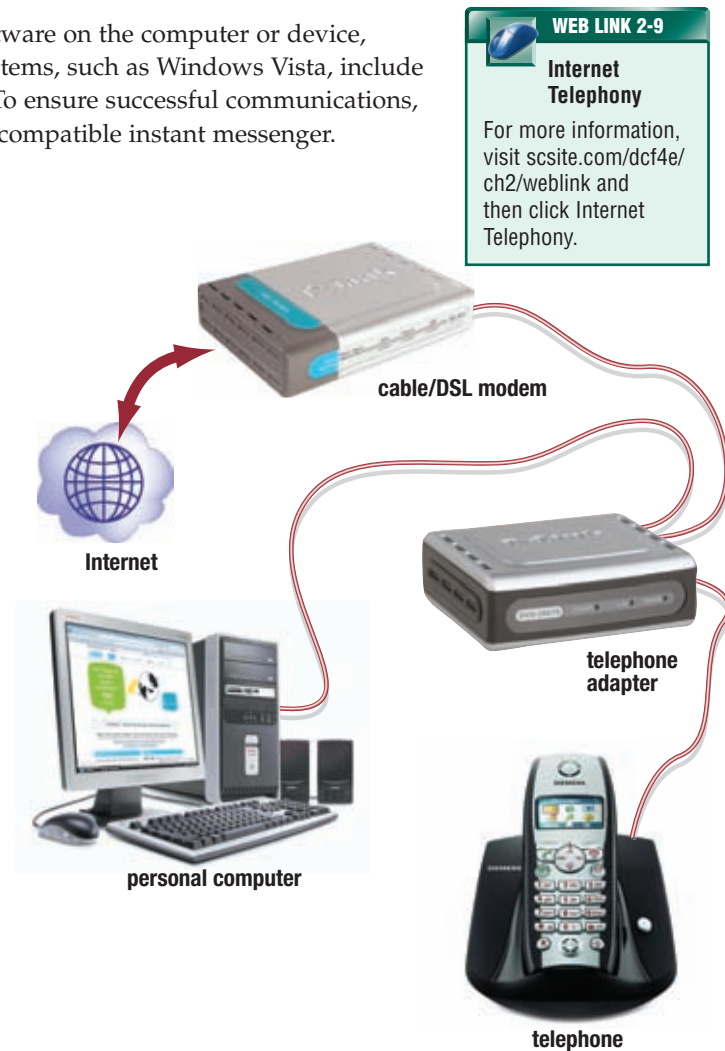 tware on the computer or device,
tems, such as Windows Vista, include
To ensure successful communications,
compatible instant messenger.
WEB LINK 2-9
Internet
Telephony
For more information,
visit scsite.com/dcf4e/
ch2/weblink and
then click Internet
Telephony.
cable/DSL modem
Internet
telephone
adapter
personal computer
SIEMENS
telephone